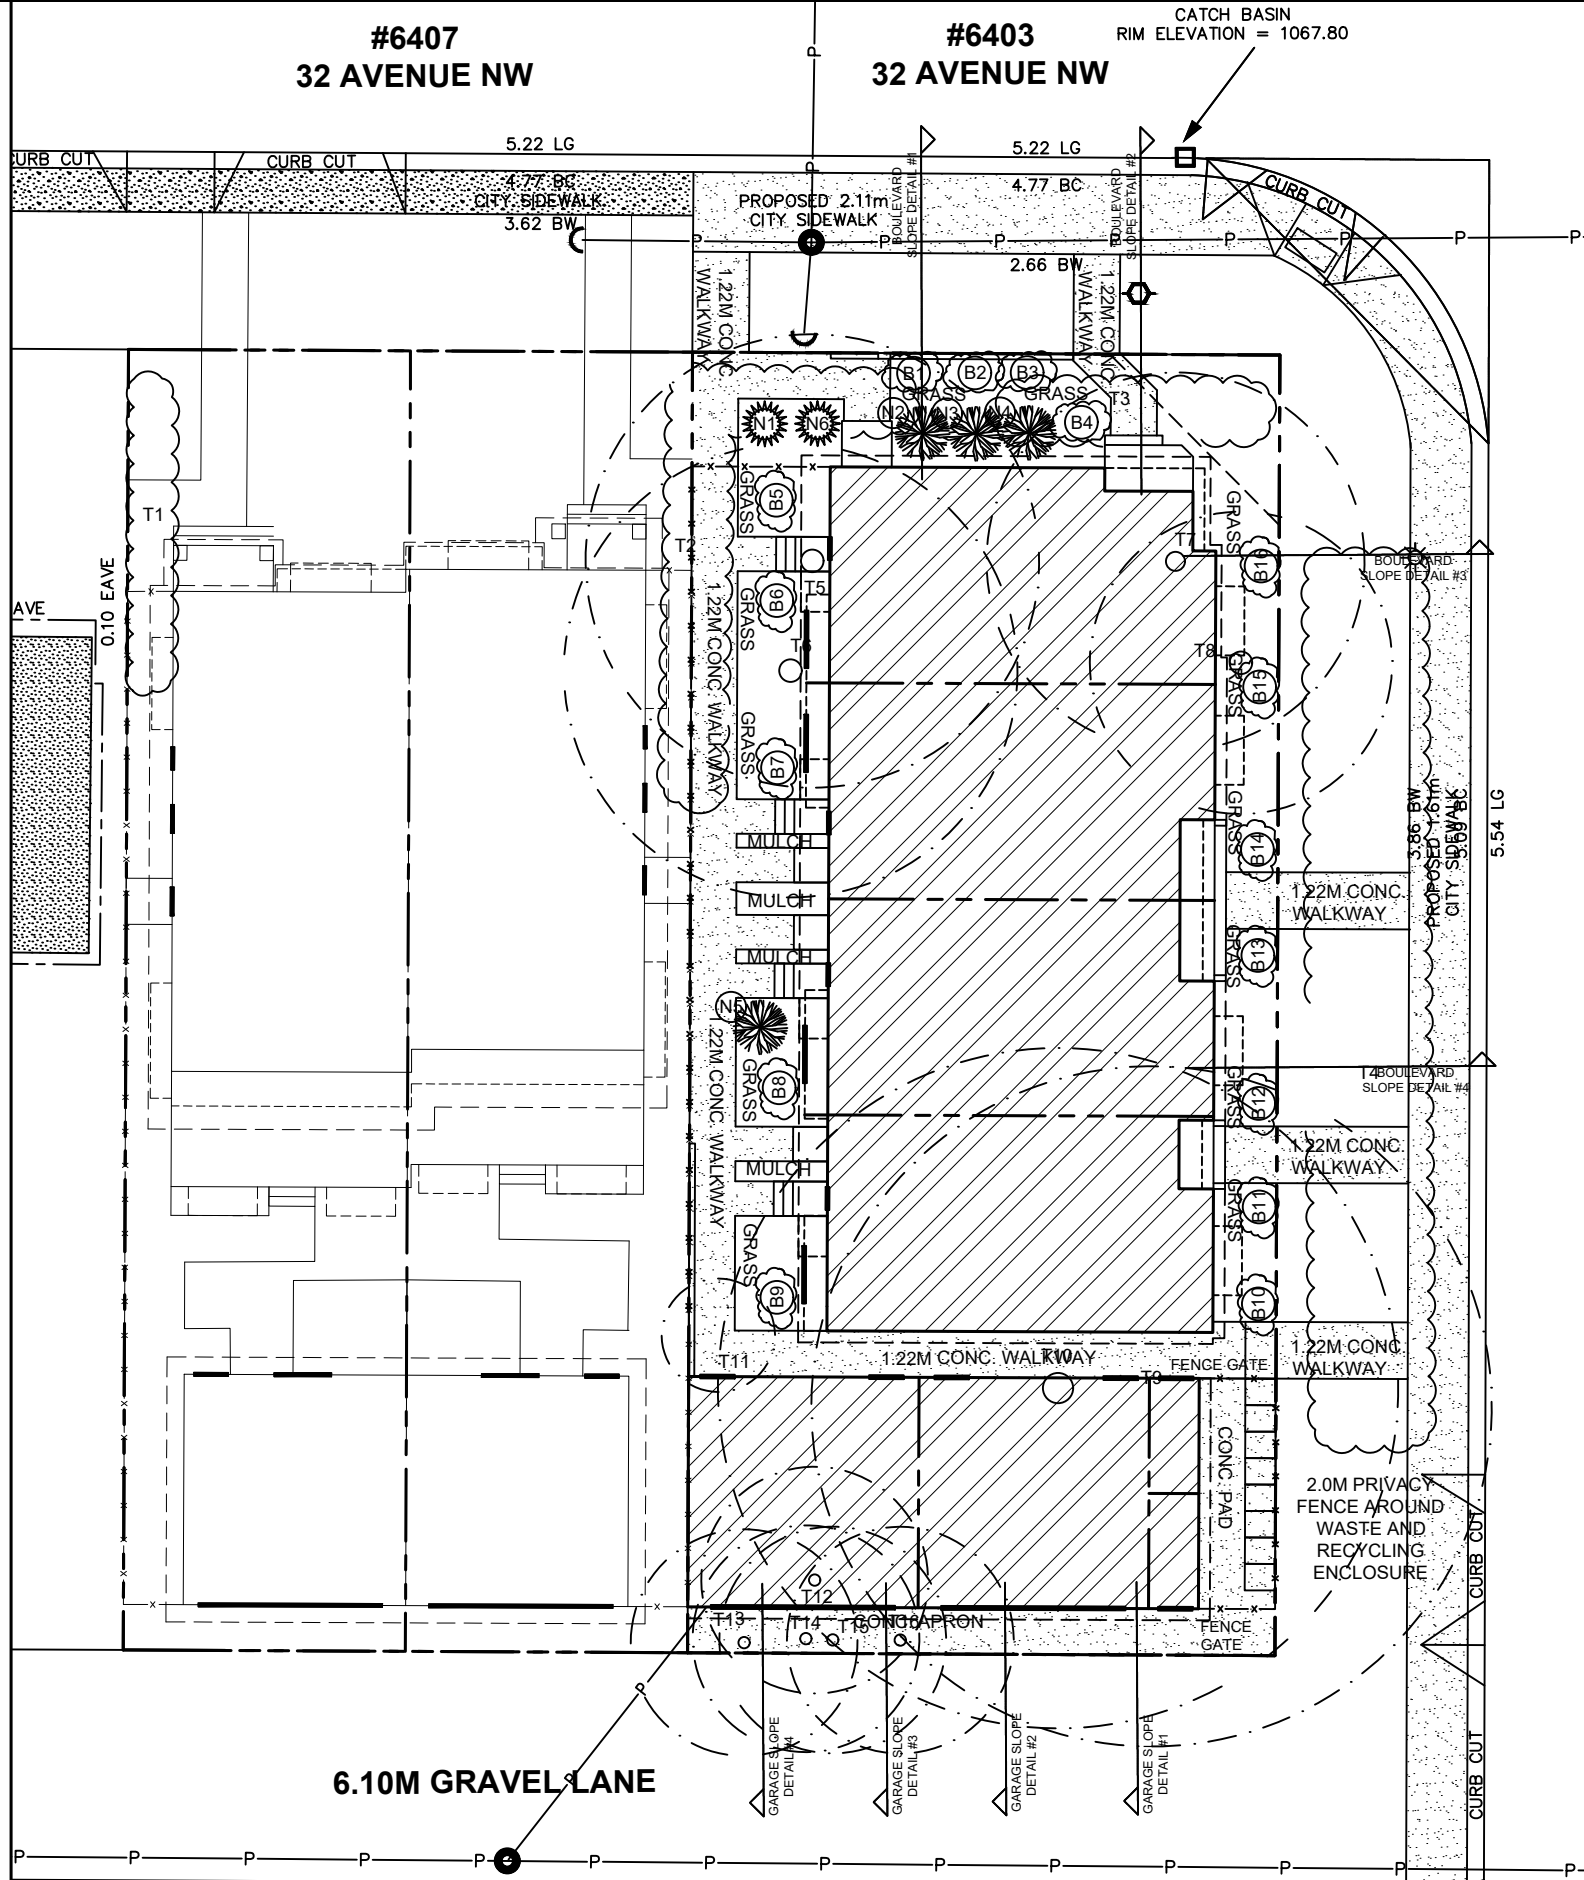 #6407
32 AVENUE NW
#6403
32 AVENUE NW
CATCH BASIN
RIM ELEVATION = 1067.80
P
P
CURB CUT
CURB CUT
5.22 LG
4.77 BC
CITY SIDEWALK
3.62 BW
PROPOSED 2.11m
CITY SIDEWALK
BOULEVARD
SLOPE DETAIL #1
5.22 LG
4.77 BC
BOULEVARD
SLOPE DETAIL #2
CURB CUT
P
P
P
P
P
P
P
P
2.66 BW
1.22M CONC
WALKWAY
1.22M CONC
WALKWAY
B1
B2
B3
GRASS
GRASS
T3
N2
N3
N4
B4
N1
N6
GRASS
B5
T1
T2
0.10 EAVE
AVE
T5
GRASS
B6
T6
T7
GRASS
B16
BOULEVARD
SLOPE DETAIL #3
T8
GRASS
B15
1.22M CONC WALKWAY
GRASS
B7
MULCH
MULCH
MULCH
GRASS
B14
1.22M CONC
WALKWAY
GRASS
B13
3.86 BW
PROPOSED 1.61m
CITY SIDEWALK
5.09 BC
5.54 LG
N5
1.22M CONC WALKWAY
GRASS
B8
T4
BOULEVARD
SLOPE DETAIL #4
GRASS
B12
1.22M CONC
WALKWAY
MULCH
GRASS
B11
GRASS
B9
B10
1.22M CONC
WALKWAY
T11
1.22M CONC WALKWAY
T10
FENCE GATE
T9
CONC PAD
2.0M PRIVACY
FENCE AROUND
WASTE AND
RECYCLING
ENCLOSURE
CURB CUT
T12
T13
T14
T15
T16
CONC APRON
FENCE
GATE
P
P
GARAGE SLOPE
DETAIL #4
GARAGE SLOPE
DETAIL #3
GARAGE SLOPE
DETAIL #2
GARAGE SLOPE
DETAIL #1
CURB CUT
6.10M GRAVEL LANE
P
P
P
P
P
P
P
P
P
P
P
P
P
P